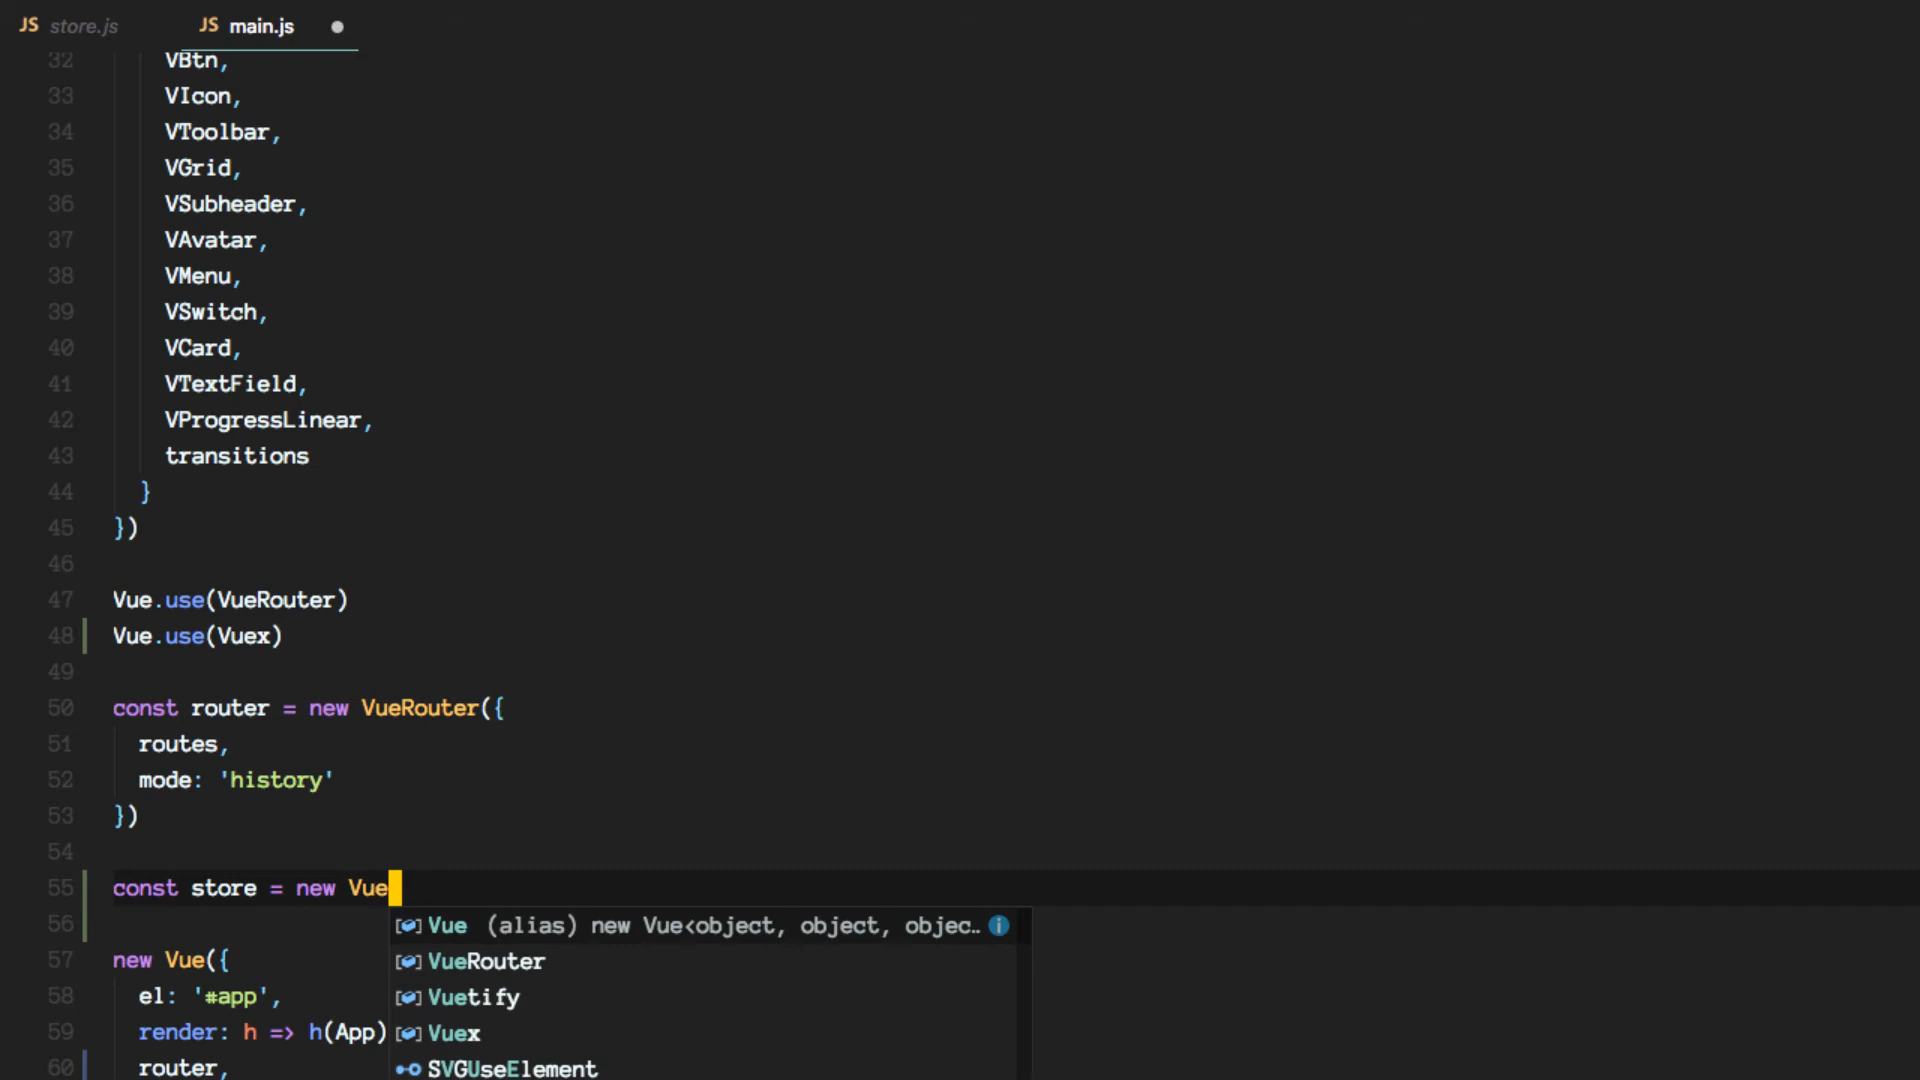 JS store.js JS main.js
32 VBtn,
33 VIcon,
34 VToolbar,
35 VGrid,
36 VSubheader,
37 VAvatar,
38 VMenu,
39 VSwitch,
40 VCard,
41 VTextField,
42 VProgressLinear,
43 transitions
44 }
45 })
46
47 Vue.use(VueRouter)
48 Vue.use(Vuex)
49
50 const router = new VueRouter({
51 routes,
52 mode: 'history'
53 })
54
55 const store = new Vue
56
Vue (alias) new Vue<object, object, objec…
57 new Vue({
VueRouter
58 el: '#app',
Vuetify
59 render: h => h(App)
Vuex
60 router,
SVGUseElement